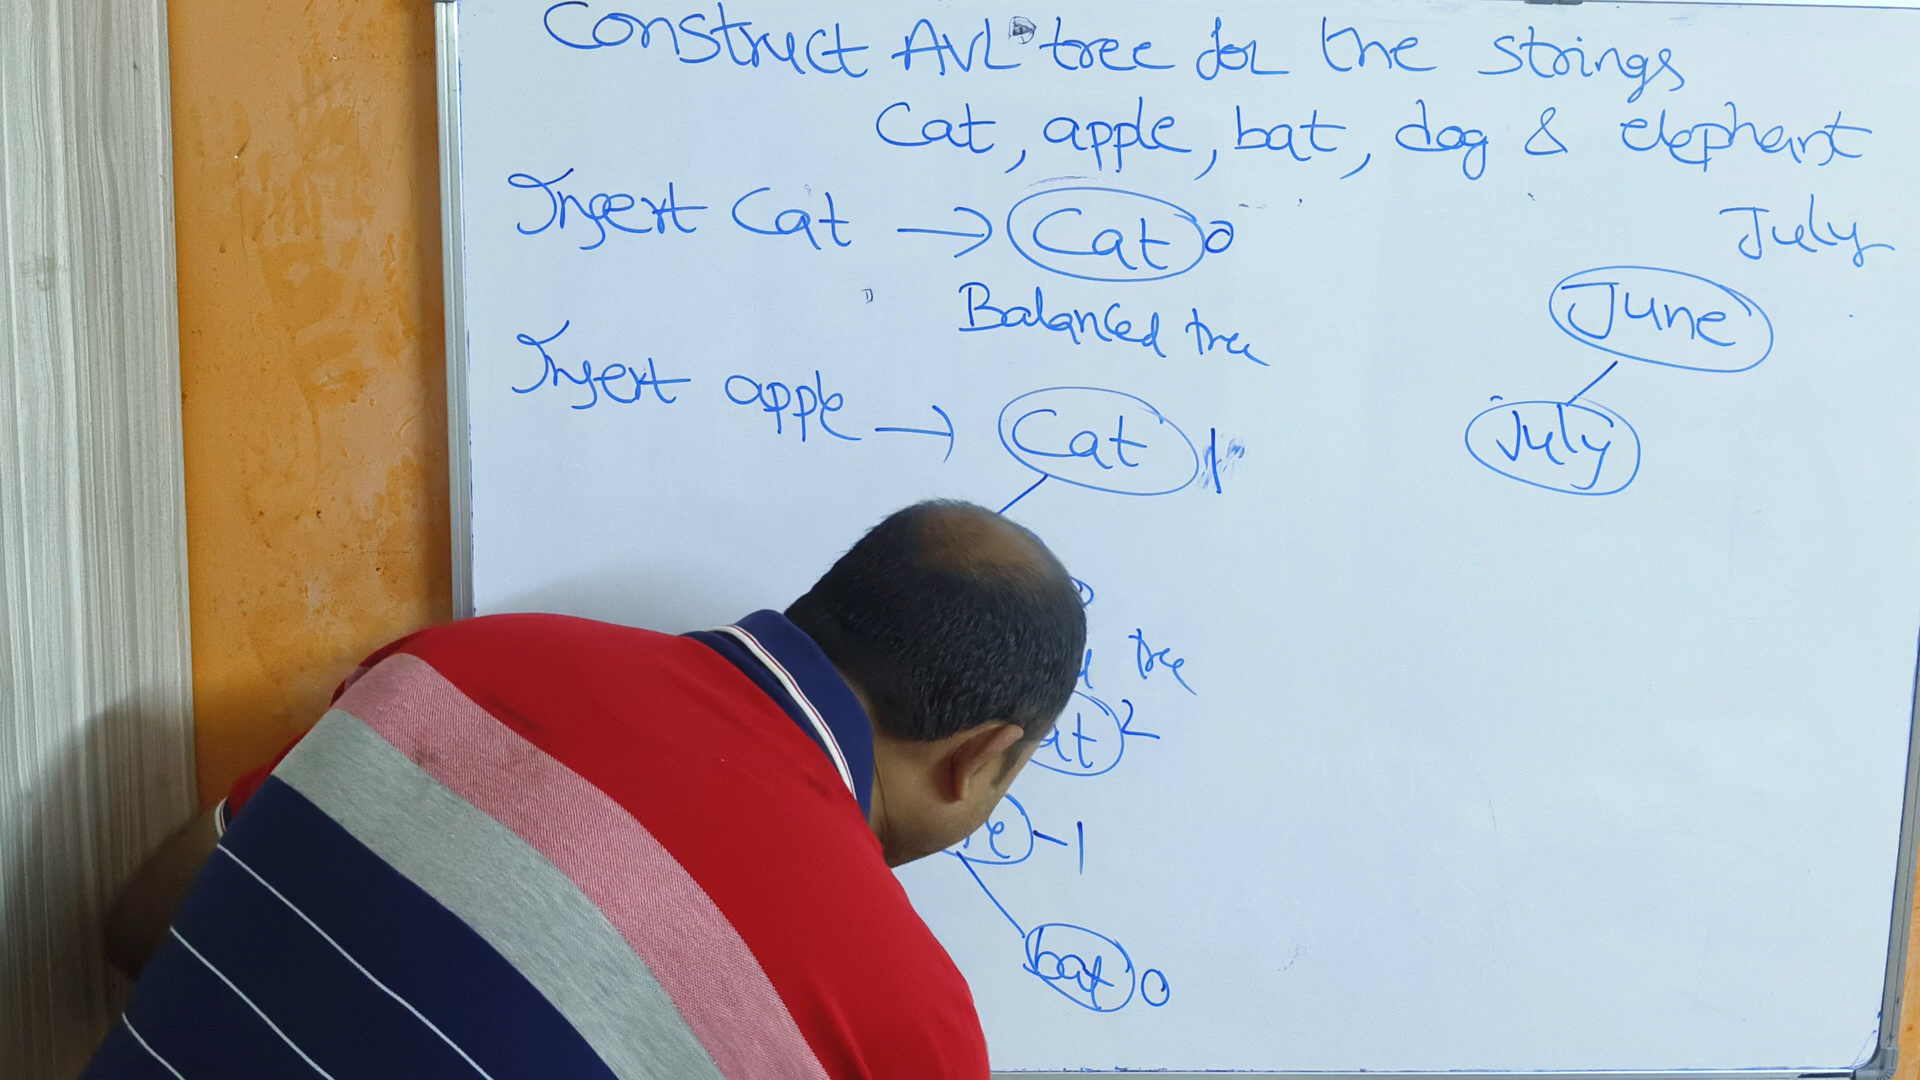 Construct AVL tree for the strings
Cat, apple, bat, dog & elephant
Insert Cat → Cat 0
July
Balanced tree
June
Insert apple → Cat 1
July
tree
2
-1
bat 0